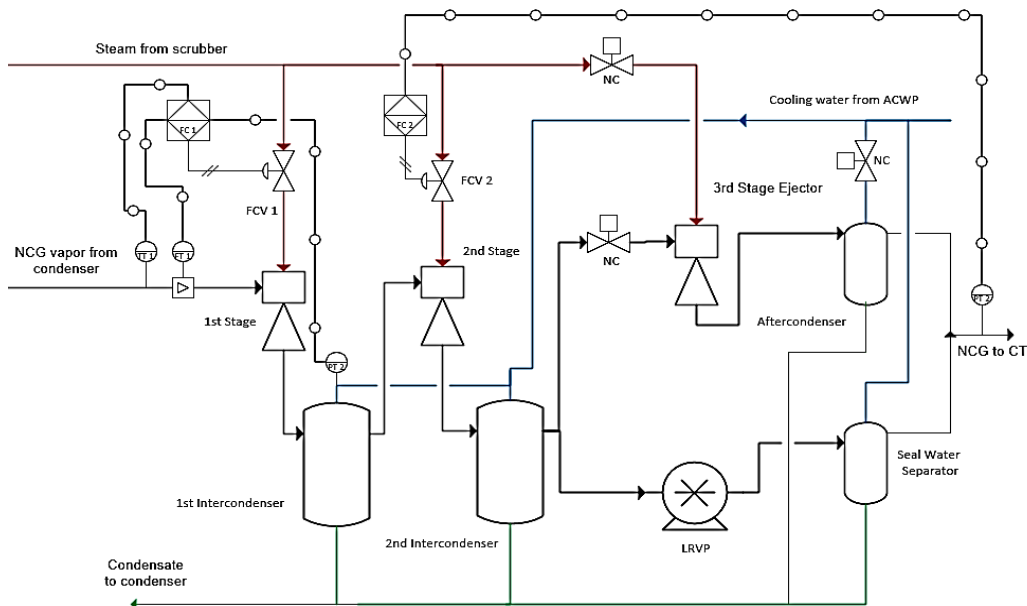 Steam from scrubber
NC
Cooling water from ACWP
FC 1
FC 2
NC
FCV 1
FCV 2
3rd Stage Ejector
NCG vapor from
condenser
TT 1
FT 1
2nd Stage
NC
1st Stage
PT 2
Aftercondenser
NCG to CT
PT 2
Seal Water
Separator
1st Intercondenser
2nd Intercondenser
LRVP
Condensate
to condenser